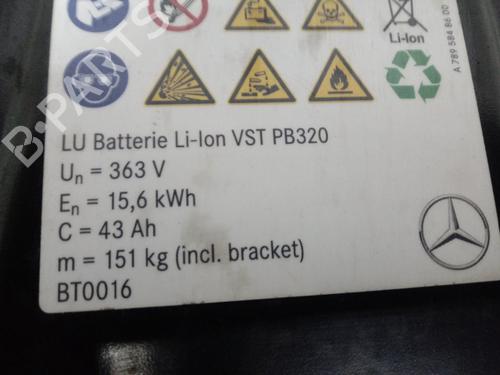 Li-Ion
A 789 584 86 00
LU Batterie Li-Ion VST PB320
Un = 363 V
En = 15,6 kWh
C = 43 Ah
m = 151 kg (incl. bracket)
BT0016
B-PARTS